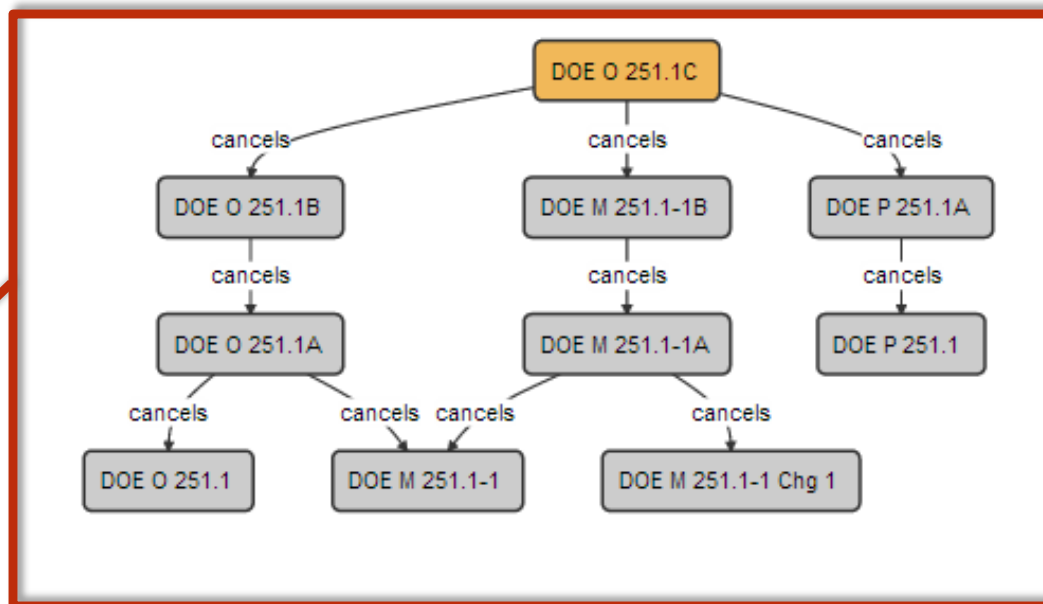 DOE O 251.1C
cancels cancels cancels
DOE O 251.1B DOE M 251.1-1B DOE P 251.1A
cancels cancels cancels
DOE O 251.1A DOE M 251.1-1A DOE P 251.1
cancels cancels cancels cancels
DOE O 251.1 DOE M 251.1-1 DOE M 251.1-1 Chg 1